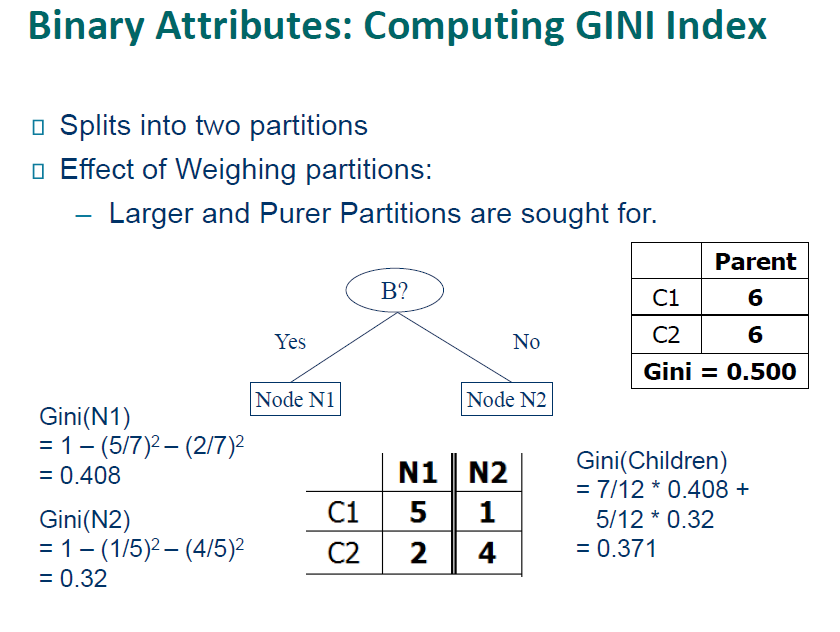 Binary Attributes: Computing GINI Index
Splits into two partitions
Effect of Weighing partitions:
– Larger and Purer Partitions are sought for.
B?
Yes
No
Node N1
Node N2
Parent
C1 6
C2 6
Gini = 0.500
Gini(N1)
= 1 – (5/7)² – (2/7)²
= 0.408
Gini(N2)
= 1 – (1/5)² – (4/5)²
= 0.32
N1 N2
C1 5 1
C2 2 4
Gini(Children)
= 7/12 * 0.408 +
5/12 * 0.32
= 0.371